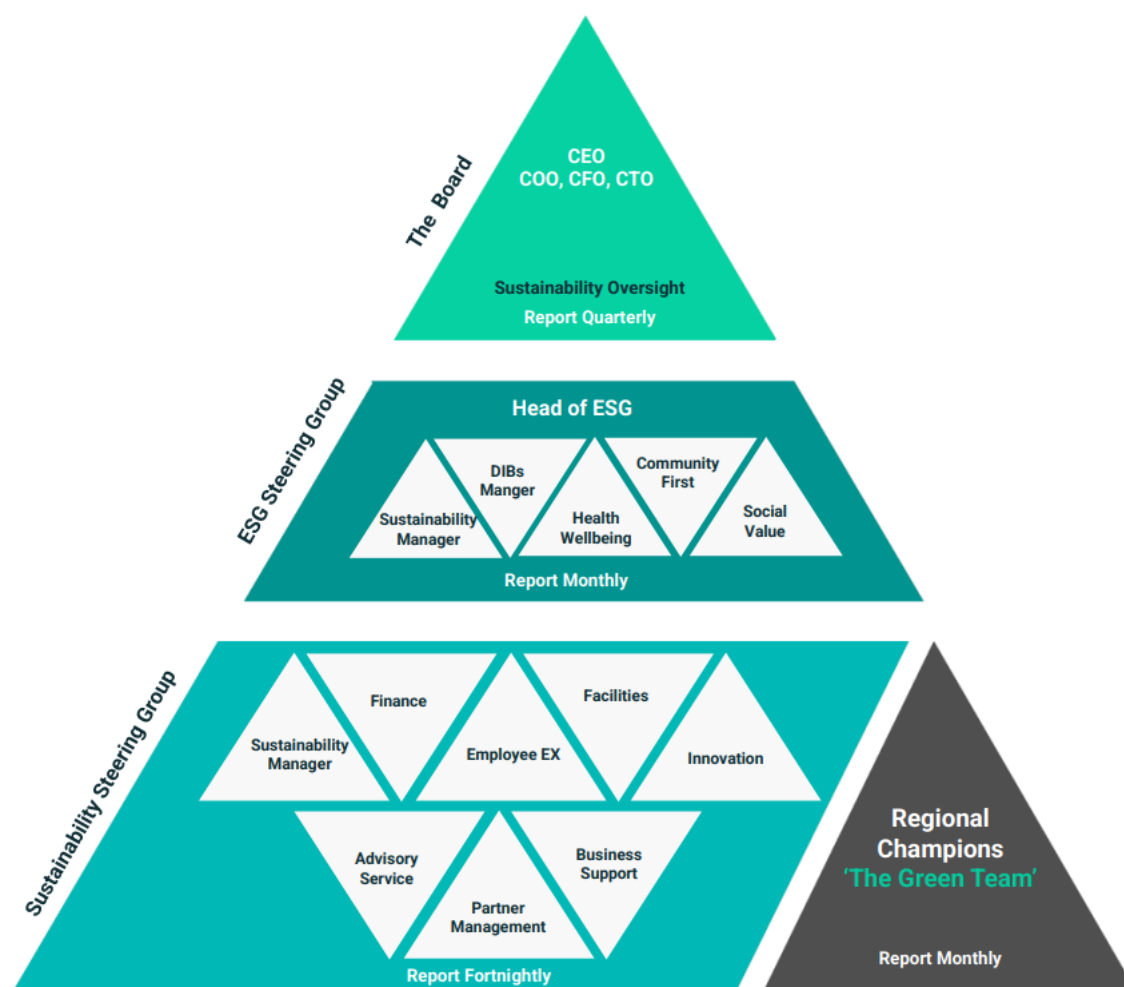 The Board
CEO
COO, CFO, CTO
Sustainability Oversight
Report Quarterly
ESG Steering Group
Head of ESG
Sustainability
Manager
DIBs
Manger
Health
Wellbeing
Community
First
Social
Value
Report Monthly
Sustainability Steering Group
Sustainability
Manager
Finance
Employee EX
Facilities
Innovation
Advisory
Service
Partner
Management
Business
Support
Report Fortnightly
Regional
Champions
‘The Green Team’
Report Monthly